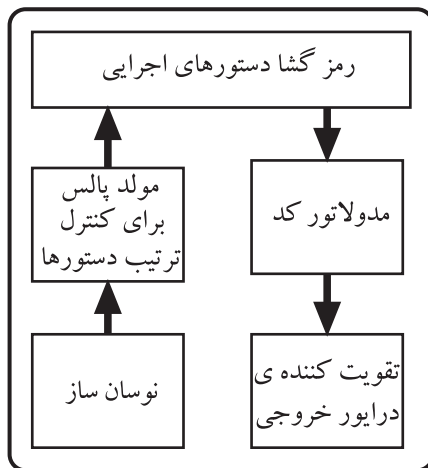 رمز گشا دستورهای اجرایی
مولد پالس
برای کنترل
ترتیب دستورها
مدولاتور کد
نوسان ساز
تقویت کننده ی
درایور خروجی